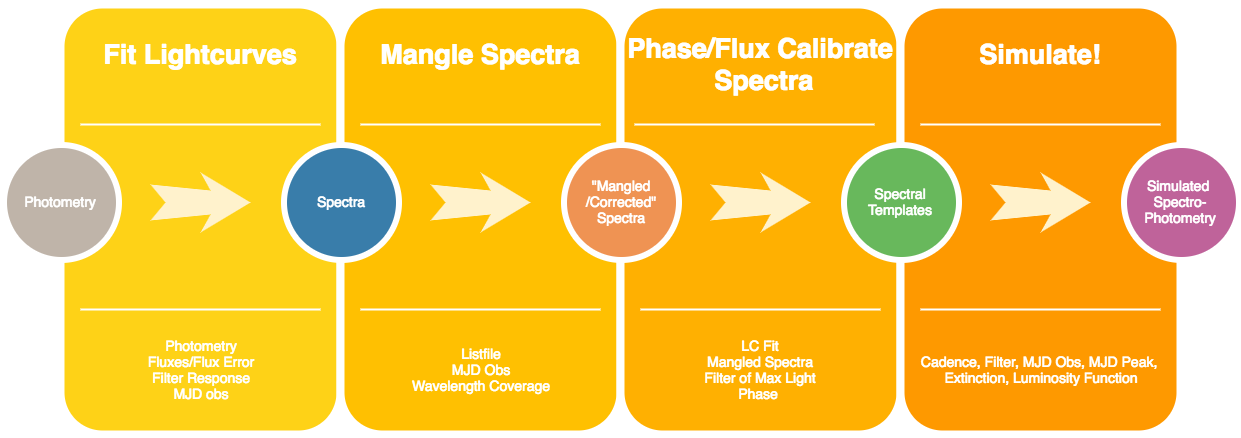 Fit Lightcurves
Mangle Spectra
Phase/Flux Calibrate
Spectra
Simulate!
Photometry
Spectra
"Mangled
/Corrected"
Spectra
Spectral
Templates
Simulated
Spectro-
Photometry
Photometry
Fluxes/Flux Error
Filter Response
MJD obs
Listfile
MJD Obs
Wavelength Coverage
LC Fit
Mangled Spectra
Filter of Max Light
Phase
Cadence, Filter, MJD Obs, MJD Peak,
Extinction, Luminosity Function